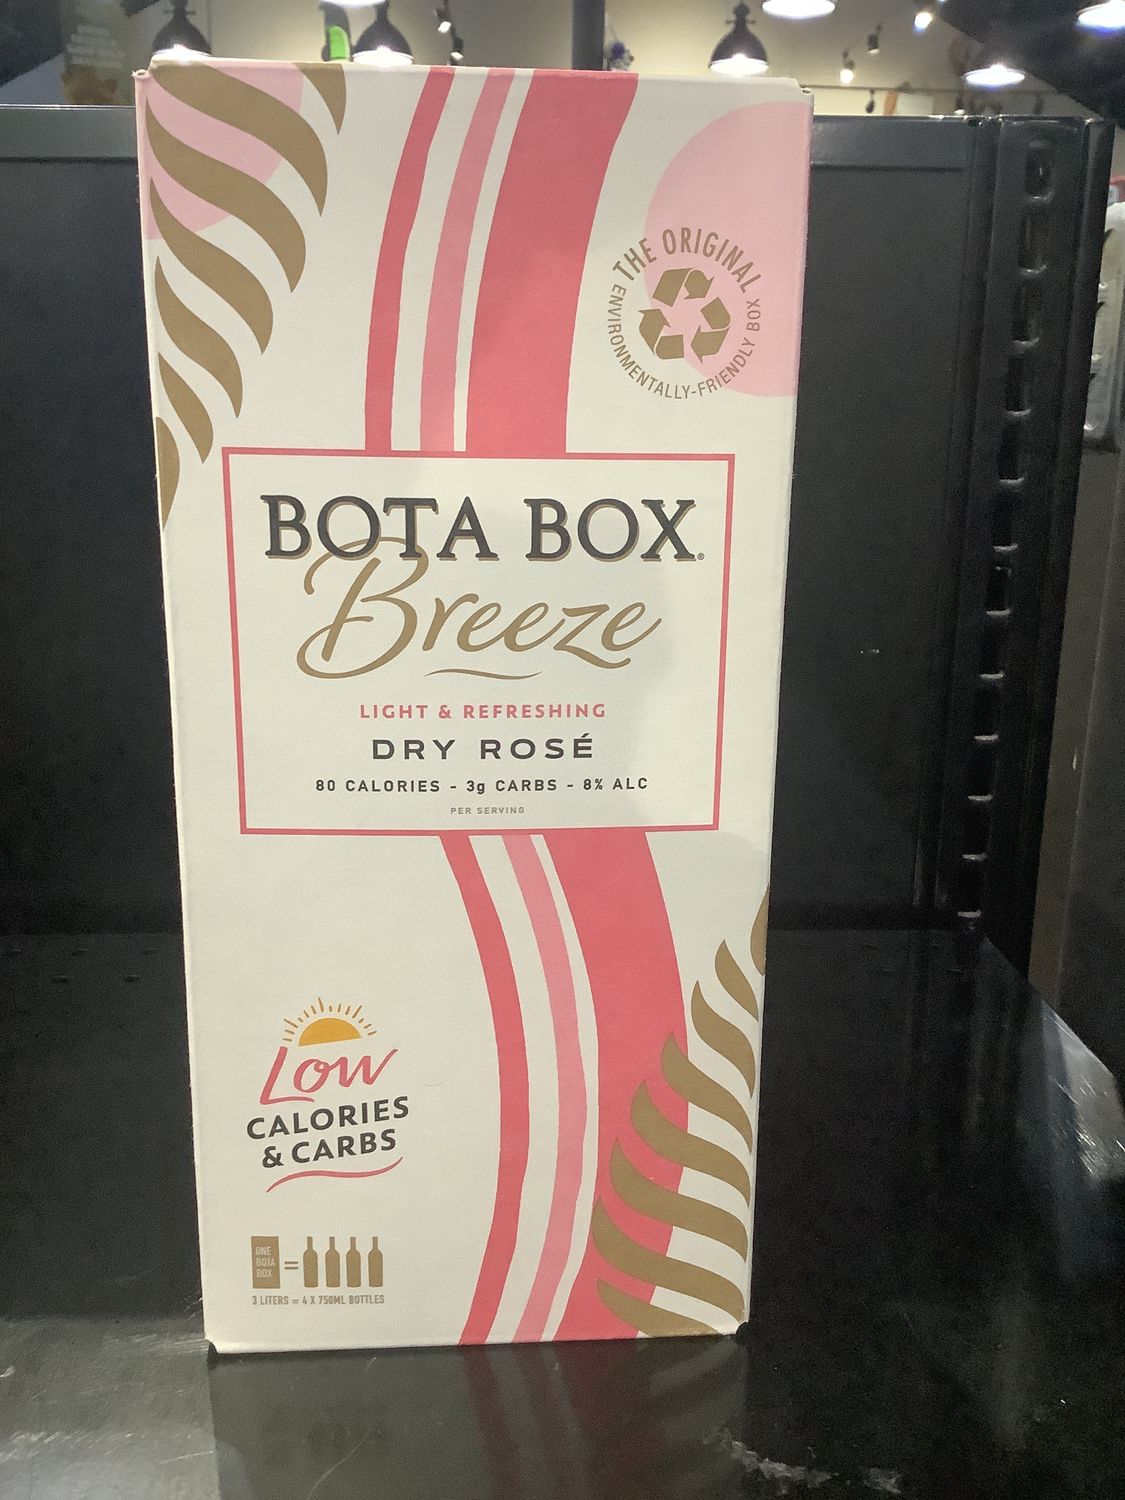 THE ORIGINAL
ENVIRONMENTALLY-FRIENDLY BOX
BOTA BOX®
Breeze
LIGHT & REFRESHING
DRY ROSÉ
80 CALORIES - 3g CARBS - 8% ALC
PER SERVING
Low
CALORIES
& CARBS
ONE
BOTA
BOX
=
3 LITERS = 4 X 750ML BOTTLES